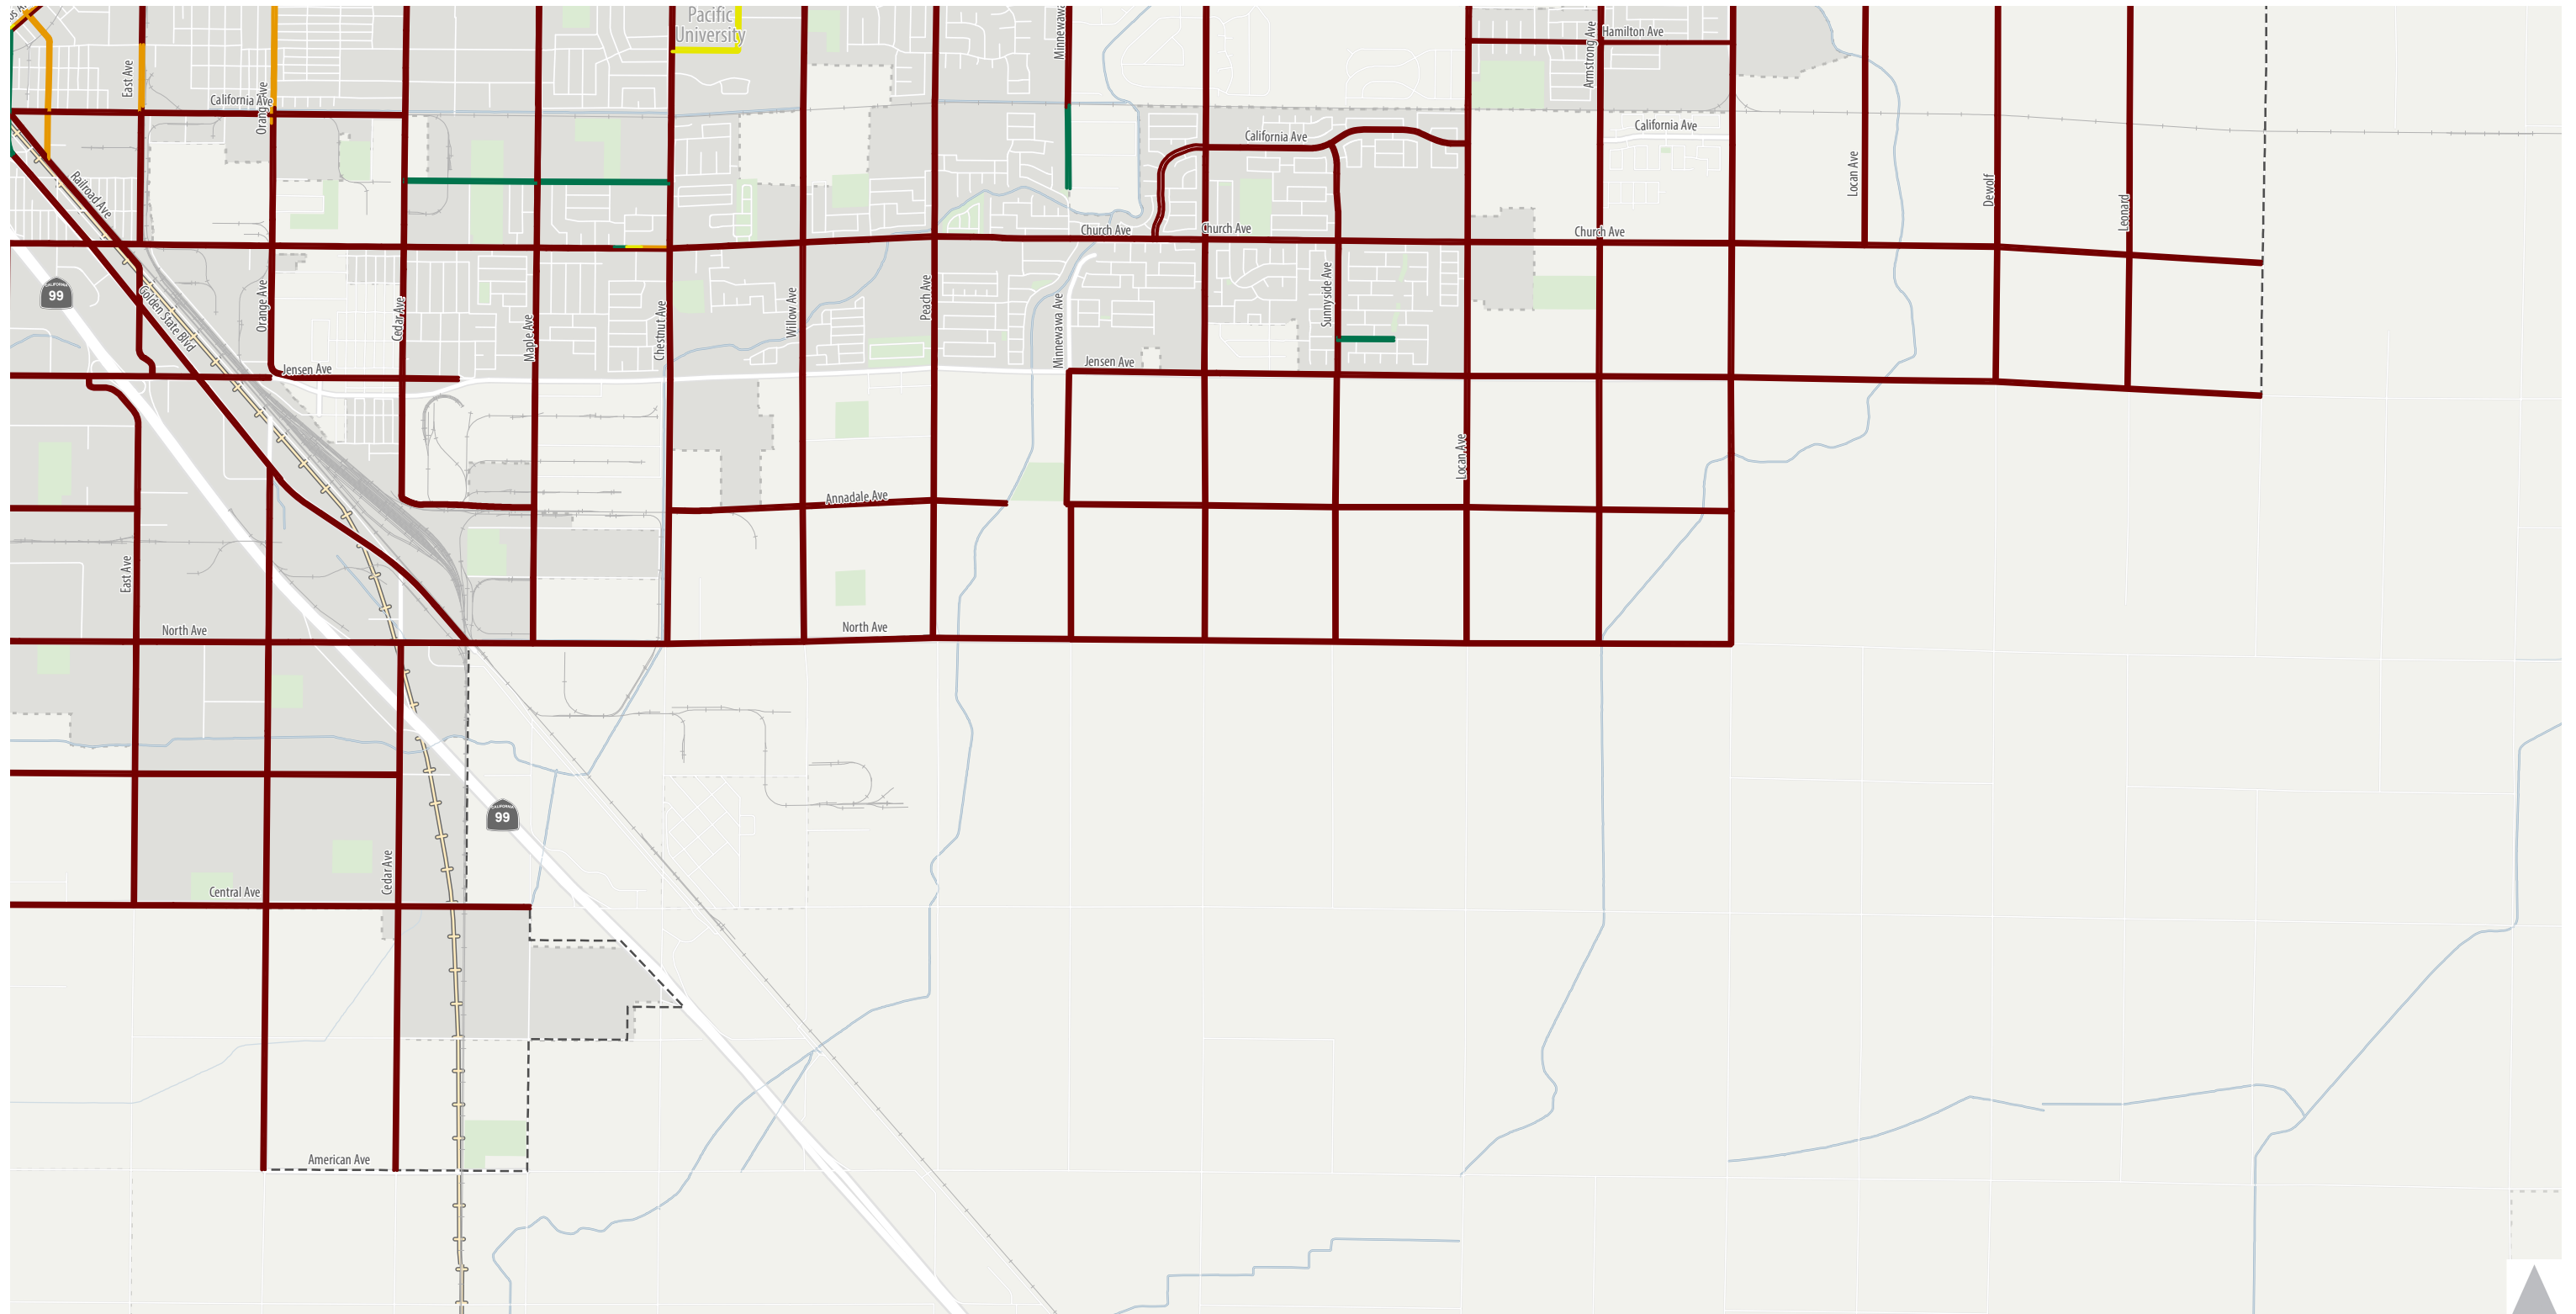 Pacific
University
Minnewawa
Hamilton Ave
Armstrong Ave
East Ave
California Ave
Orange Ave
California Ave
California Ave
Locan Ave
Dewolf
Leonard
Railroad Ave
Church Ave
Church Ave
Church Ave
CALIFORNIA
99
Golden State Blvd
Orange Ave
Cedar Ave
Maple Ave
Chestnut Ave
Willow Ave
Peach Ave
Minnewawa Ave
Sunnyside Ave
Jensen Ave
Jensen Ave
Locan Ave
Annadale Ave
East Ave
North Ave
North Ave
CALIFORNIA
99
Cedar Ave
Central Ave
American Ave